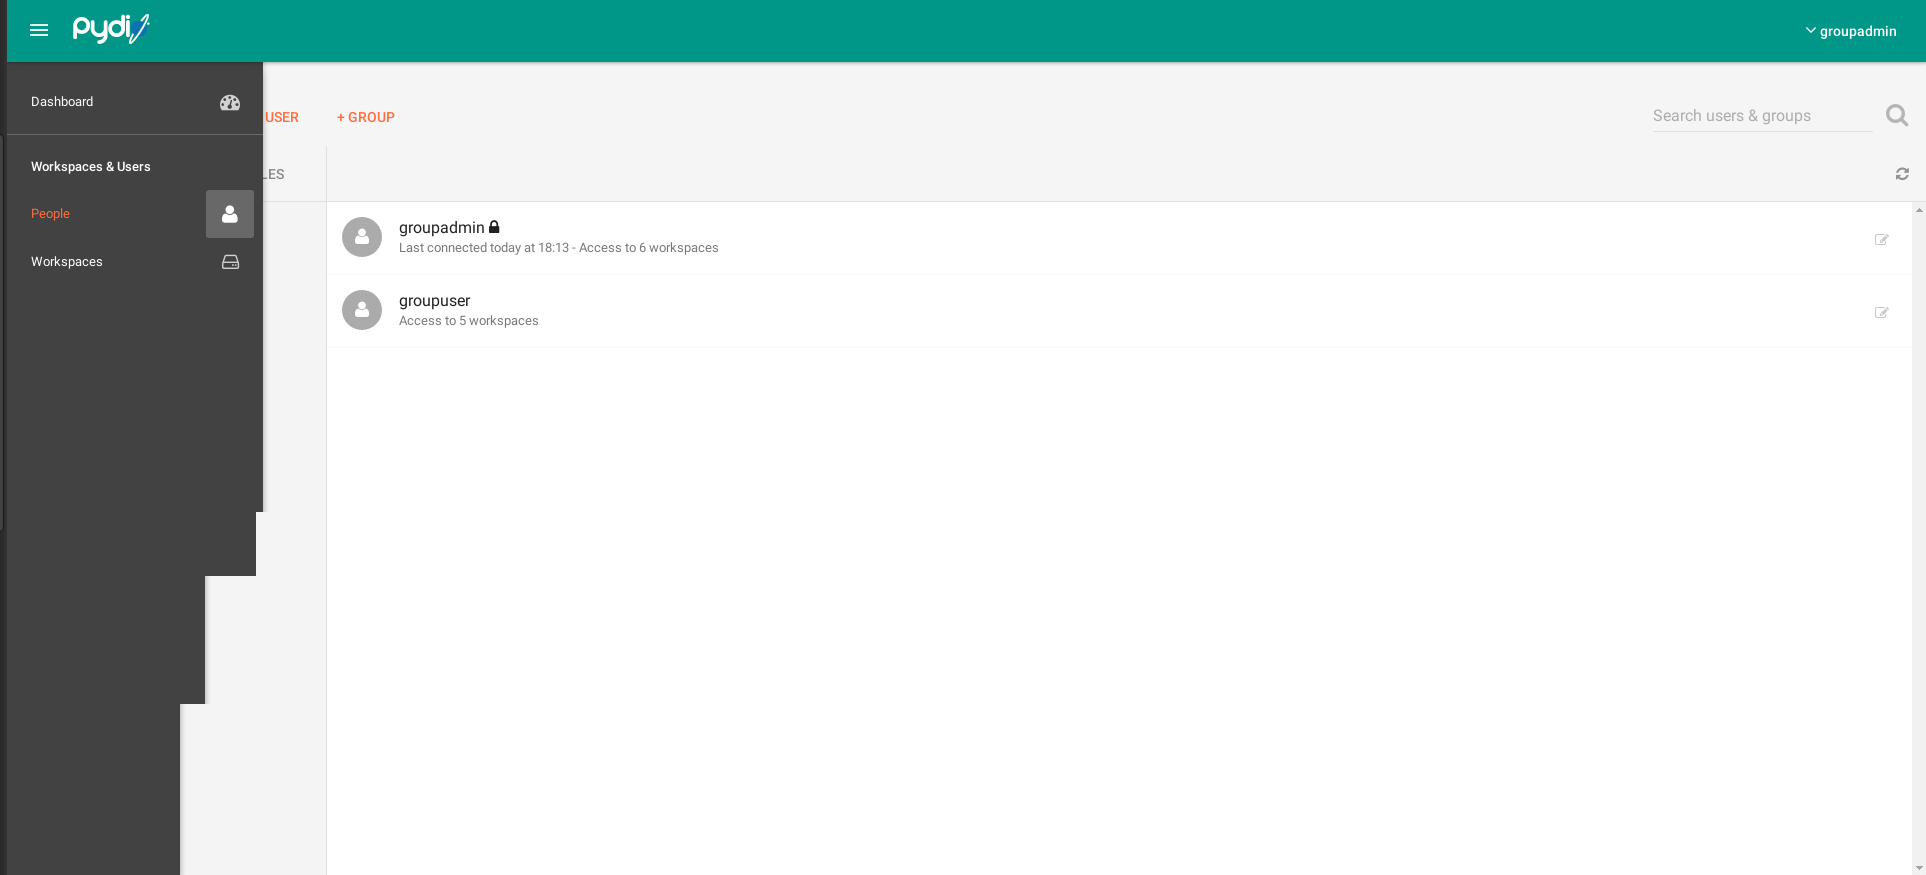 pydi
groupadmin
Dashboard
USER
+ GROUP
Search users & groups
Workspaces & Users
LES
People
Workspaces
groupadmin
Last connected today at 18:13 - Access to 6 workspaces
groupuser
Access to 5 workspaces